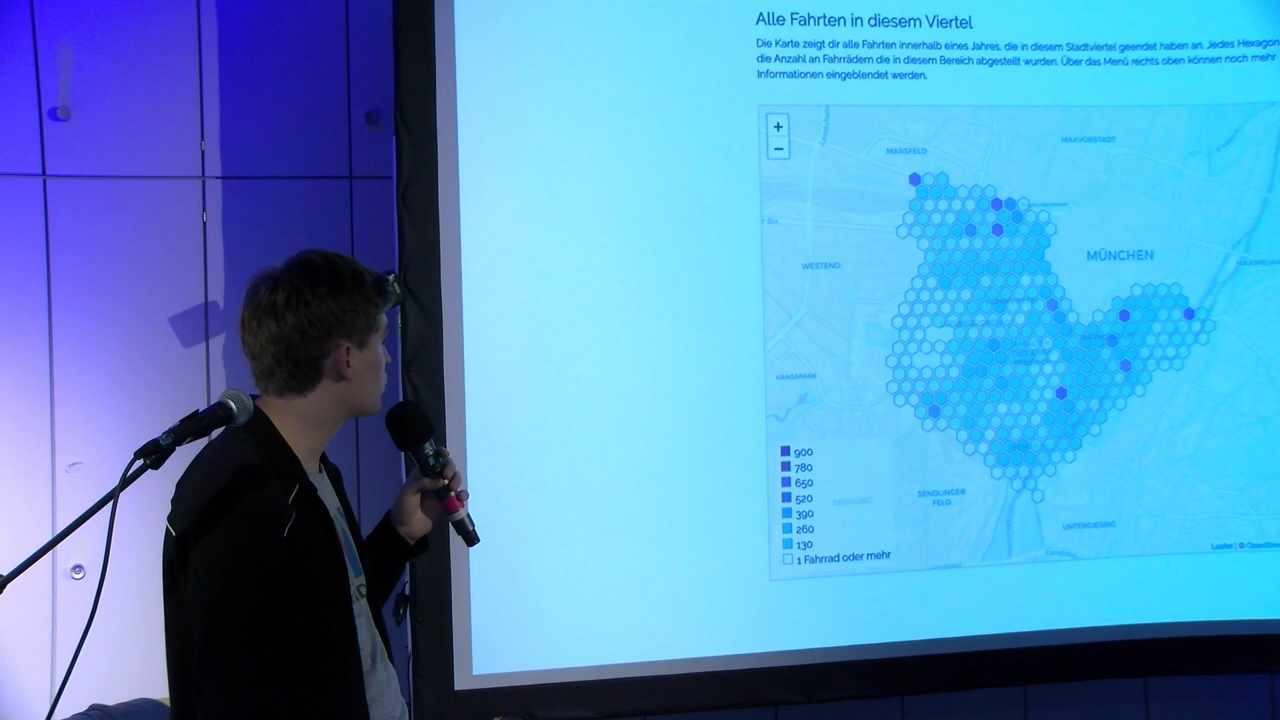 Alle Fahrten in diesem Viertel
Die Karte zeigt dir alle Fahrten innerhalb eines Jahres, die in diesem Stadtviertel geendet haben an. Jedes Hexagon
die Anzahl an Fahrrädern die in diesem Bereich abgestellt wurden. Über das Menü rechts oben können noch mehr
Informationen eingeblendet werden.
+
−
MARSFELD
MAXVORSTADT
WESTEND
MÜNCHEN
HANSAPARK
900
780
650
520
390
260
130
1 Fahrrad oder mehr
SENDLING
SENDLINGER
FELD
UNTERGIESING
Leaflet | ©